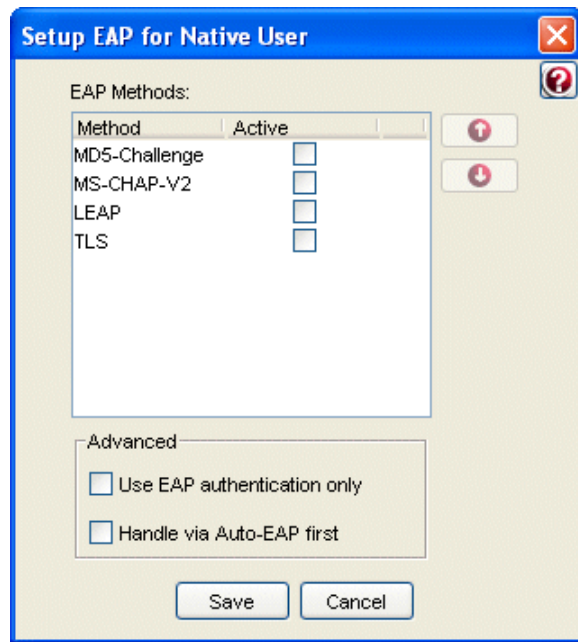 Setup EAP for Native User
EAP Methods:
Method Active
MD5-Challenge
MS-CHAP-V2
LEAP
TLS
Advanced
Use EAP authentication only
Handle via Auto-EAP first
Save Cancel